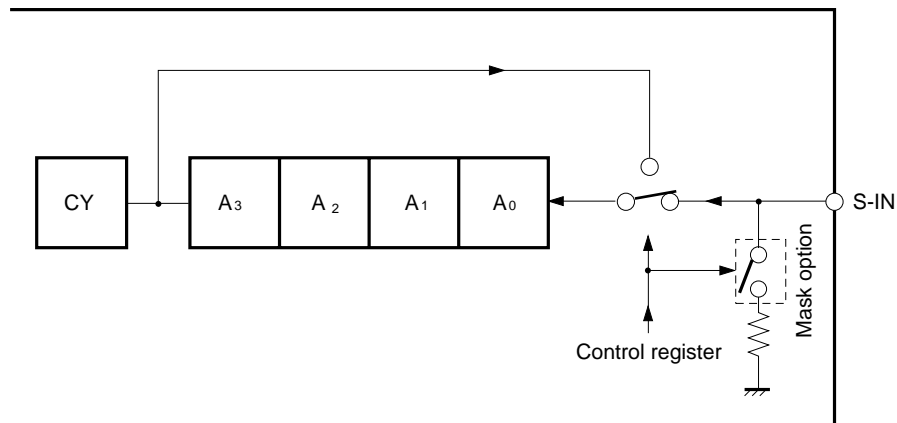 CY
A3
A2
A1
A0
S-IN
Mask option
Control register